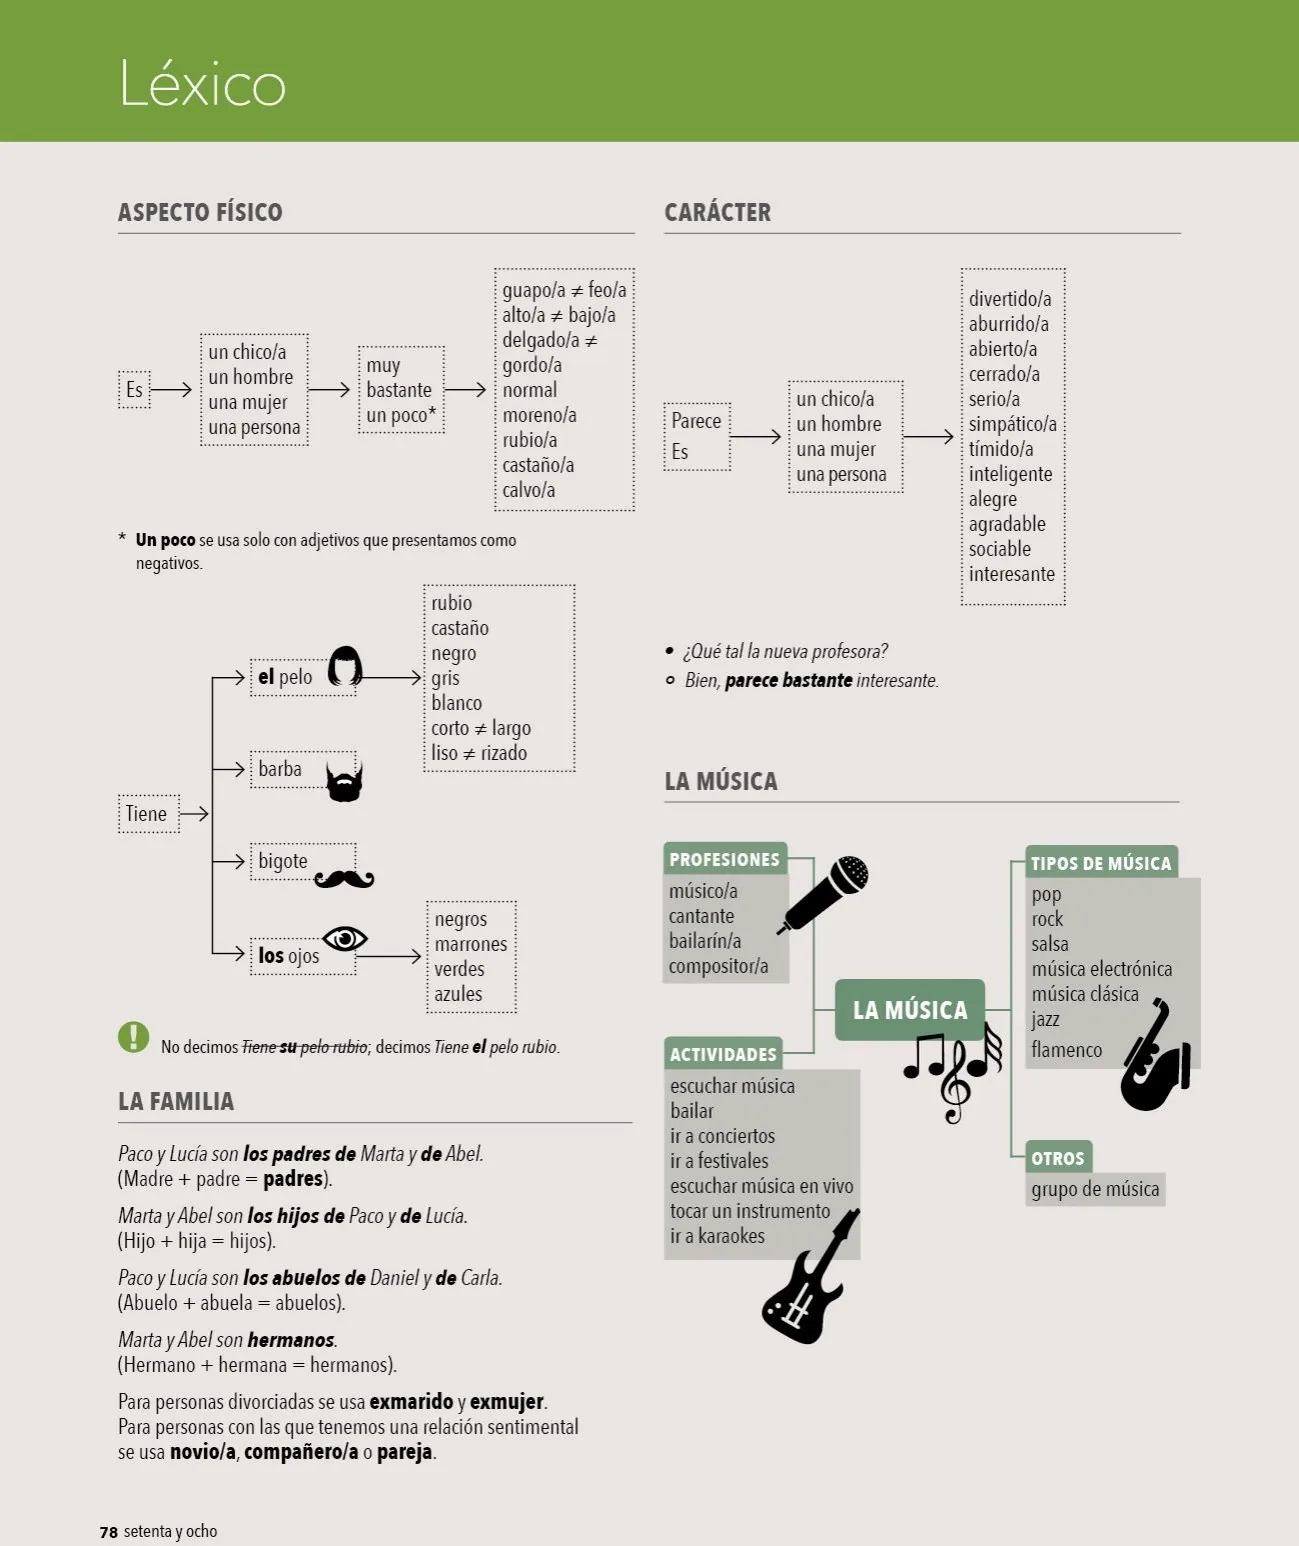 Léxico
ASPECTO FÍSICO
Es
un chico/a
un hombre
una mujer
una persona
muy
bastante
un poco*
guapo/a ≠ feo/a
alto/a ≠ bajo/a
delgado/a ≠
gordo/a
normal
moreno/a
rubio/a
castaño/a
calvo/a
* Un poco se usa solo con adjetivos que presentamos como
negativos.
Tiene
el pelo
rubio
castaño
negro
gris
blanco
corto ≠ largo
liso ≠ rizado
barba
bigote
los ojos
negros
marrones
verdes
azules
! No decimos Tiene su pelo rubio; decimos Tiene el pelo rubio.
LA FAMILIA
Paco y Lucía son los padres de Marta y de Abel.
(Madre + padre = padres).
Marta y Abel son los hijos de Paco y de Lucía.
(Hijo + hija = hijos).
Paco y Lucía son los abuelos de Daniel y de Carla.
(Abuelo + abuela = abuelos).
Marta y Abel son hermanos.
(Hermano + hermana = hermanos).
Para personas divorciadas se usa exmarido y exmujer.
Para personas con las que tenemos una relación sentimental
se usa novio/a, compañero/a o pareja.
CARÁCTER
Parece
Es
un chico/a
un hombre
una mujer
una persona
divertido/a
aburrido/a
abierto/a
cerrado/a
serio/a
simpático/a
tímido/a
inteligente
alegre
agradable
sociable
interesante
• ¿Qué tal la nueva profesora?
○ Bien, parece bastante interesante.
LA MÚSICA
PROFESIONES
músico/a
cantante
bailarín/a
compositor/a
ACTIVIDADES
escuchar música
bailar
ir a conciertos
ir a festivales
escuchar música en vivo
tocar un instrumento
ir a karaokes
LA MÚSICA
TIPOS DE MÚSICA
pop
rock
salsa
música electrónica
música clásica
jazz
flamenco
OTROS
grupo de música
78 setenta y ocho